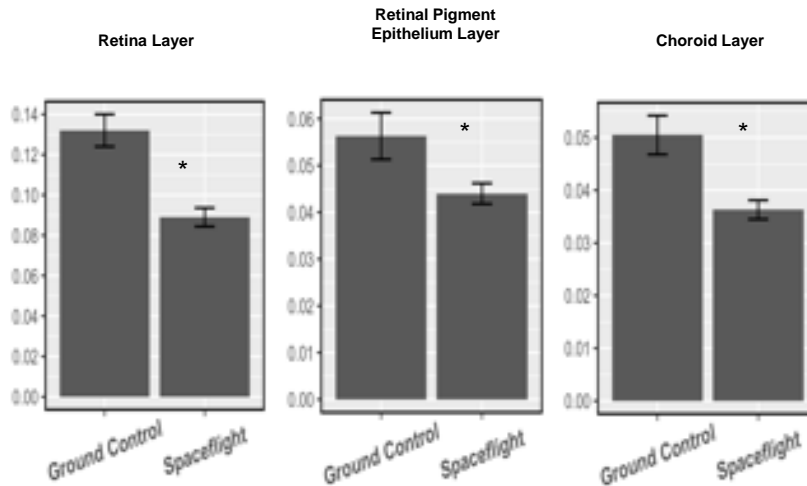 Retina Layer
Retinal Pigment
Epithelium Layer
Choroid Layer
0.14
0.12
0.10
0.08
0.06
0.04
0.02
0.00
*
Ground Control
Spaceflight
0.06
0.05
0.04
0.03
0.02
0.01
0.00
*
Ground Control
Spaceflight
0.05
0.04
0.03
0.02
0.01
0.00
*
Ground Control
Spaceflight